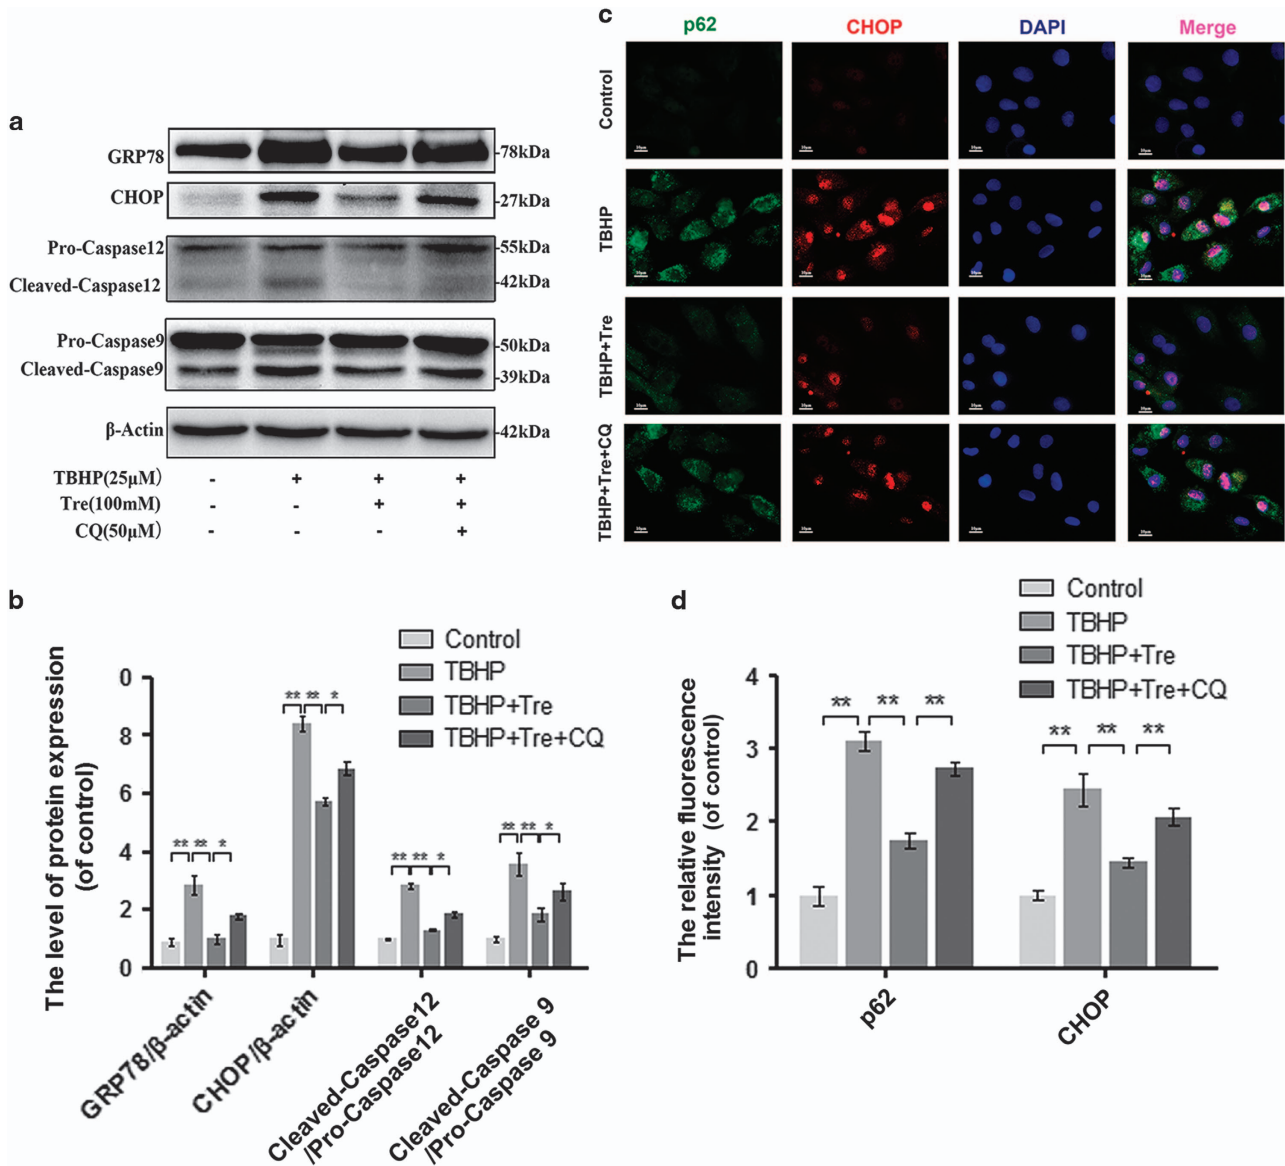 a
GRP78
-78kDa
CHOP
-27kDa
Pro-Caspase12
-55kDa
Cleaved-Caspase12
-42kDa
Pro-Caspase9
-50kDa
Cleaved-Caspase9
-39kDa
β-Actin
-42kDa
TBHP(25μM) - + + +
Tre(100mM) - - + +
CQ(50μM) - - - +
c
p62 CHOP DAPI Merge
Control
TBHP
TBHP+Tre
TBHP+Tre+CQ
b
The level of protein expression
(of control)
0
8
6
4
2
0
Control
TBHP
TBHP+Tre
TBHP+Tre+CQ
** ** *
** ** *
** ** *
** ** *
GRP78/β-actin
CHOP/β-actin
Cleaved-Caspase12
/Pro-Caspase12
Cleaved-Caspase 9
/Pro-Caspase 9
d
The relative fluorescence
intensity (of control)
4
3
2
1
0
Control
TBHP
TBHP+Tre
TBHP+Tre+CQ
** ** **
** ** **
p62
CHOP